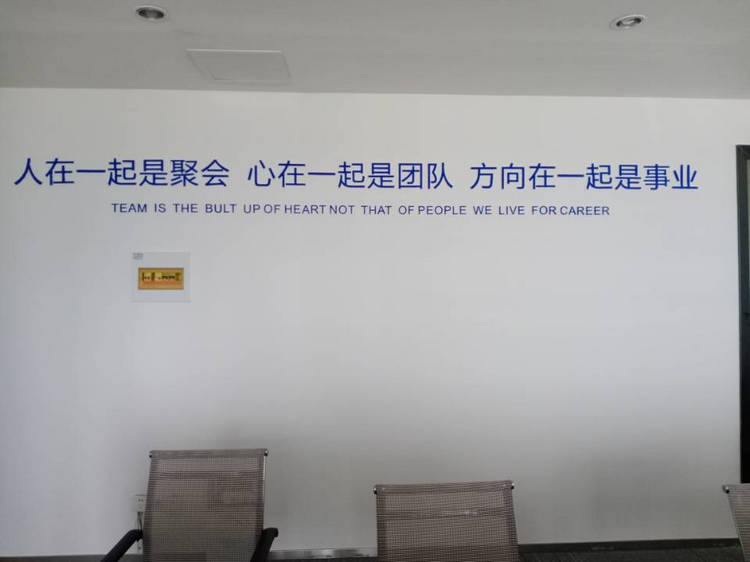 人在一起是聚会 心在一起是团队 方向在一起是事业
TEAM IS THE BULT UP OF HEART NOT THAT OF PEOPLE WE LIVE FOR CAREER